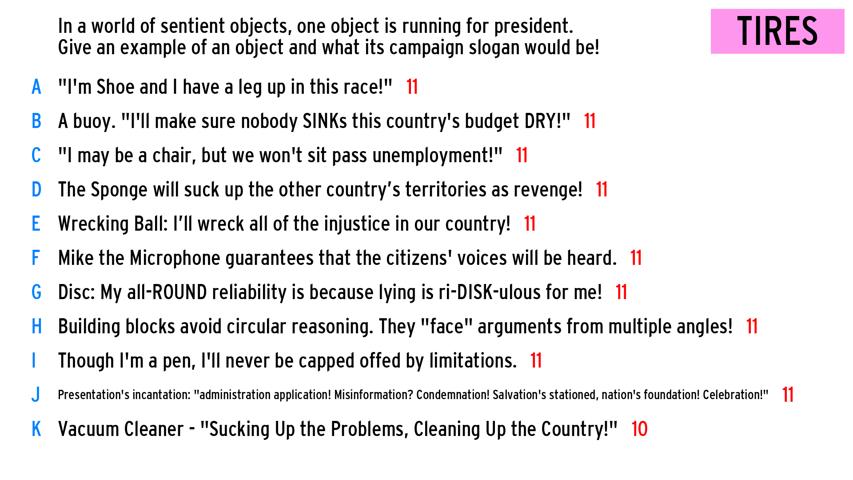 In a world of sentient objects, one object is running for president.
Give an example of an object and what its campaign slogan would be!
TIRES
A "I'm Shoe and I have a leg up in this race!" 11
B A buoy. "I'll make sure nobody SINKs this country's budget DRY!" 11
C "I may be a chair, but we won't sit pass unemployment!" 11
D The Sponge will suck up the other country’s territories as revenge! 11
E Wrecking Ball: I’ll wreck all of the injustice in our country! 11
F Mike the Microphone guarantees that the citizens' voices will be heard. 11
G Disc: My all-ROUND reliability is because lying is ri-DISK-ulous for me! 11
H Building blocks avoid circular reasoning. They "face" arguments from multiple angles! 11
I Though I'm a pen, I'll never be capped offed by limitations. 11
J Presentation's incantation: "administration application! Misinformation? Condemnation! Salvation's stationed, nation's foundation! Celebration!" 11
K Vacuum Cleaner - "Sucking Up the Problems, Cleaning Up the Country!" 10